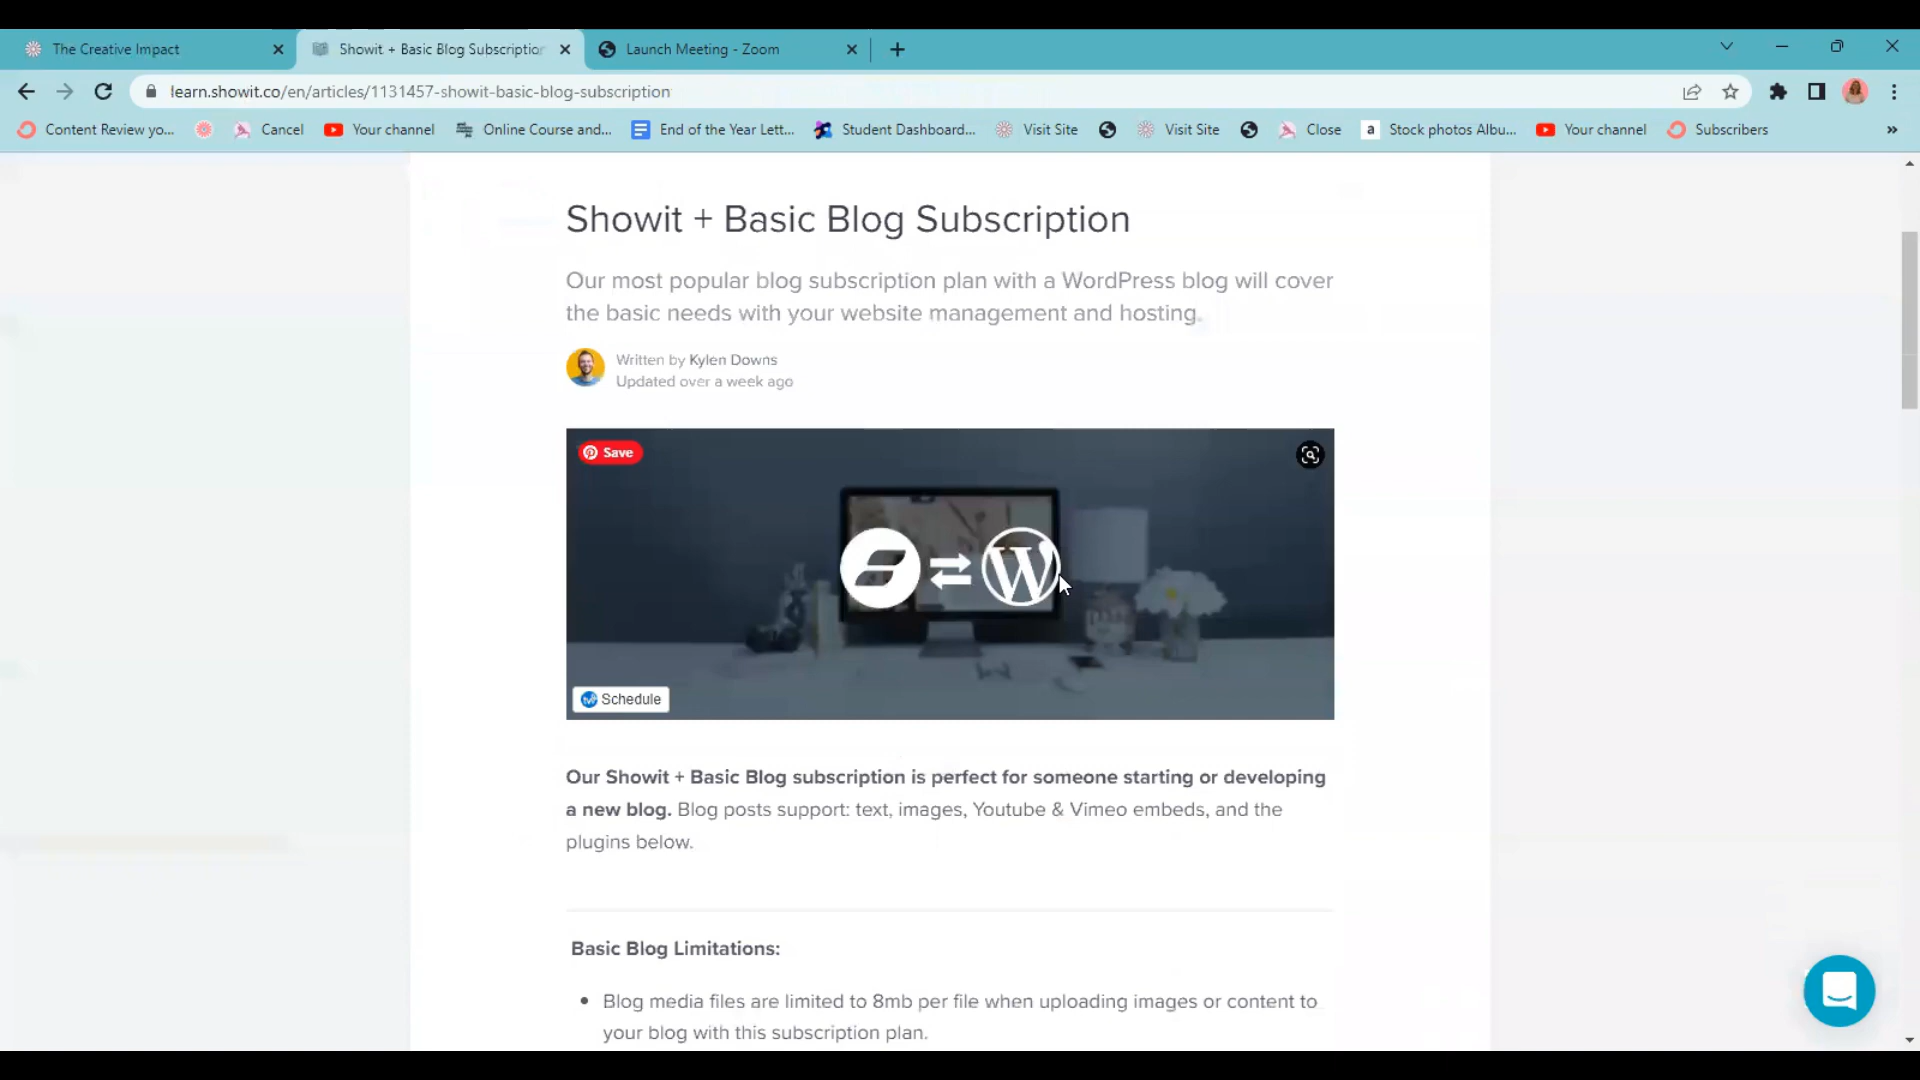 The Creative Impact
Showit + Basic Blog Subscription
Launch Meeting - Zoom
learn.showit.co/en/articles/1131457-showit-basic-blog-subscription
Content Review yo...
Cancel
Your channel
Online Course and...
End of the Year Lett...
Student Dashboard...
Visit Site
Visit Site
Close
a
Stock photos Albu...
Your channel
Subscribers
»
Showit + Basic Blog Subscription
Our most popular blog subscription plan with a WordPress blog will cover
the basic needs with your website management and hosting.
Written by Kylen Downs
Updated over a week ago
Save
W
Schedule
Our Showit + Basic Blog subscription is perfect for someone starting or developing
a new blog. Blog posts support: text, images, Youtube & Vimeo embeds, and the
plugins below.
Basic Blog Limitations:
Blog media files are limited to 8mb per file when uploading images or content to
your blog with this subscription plan.